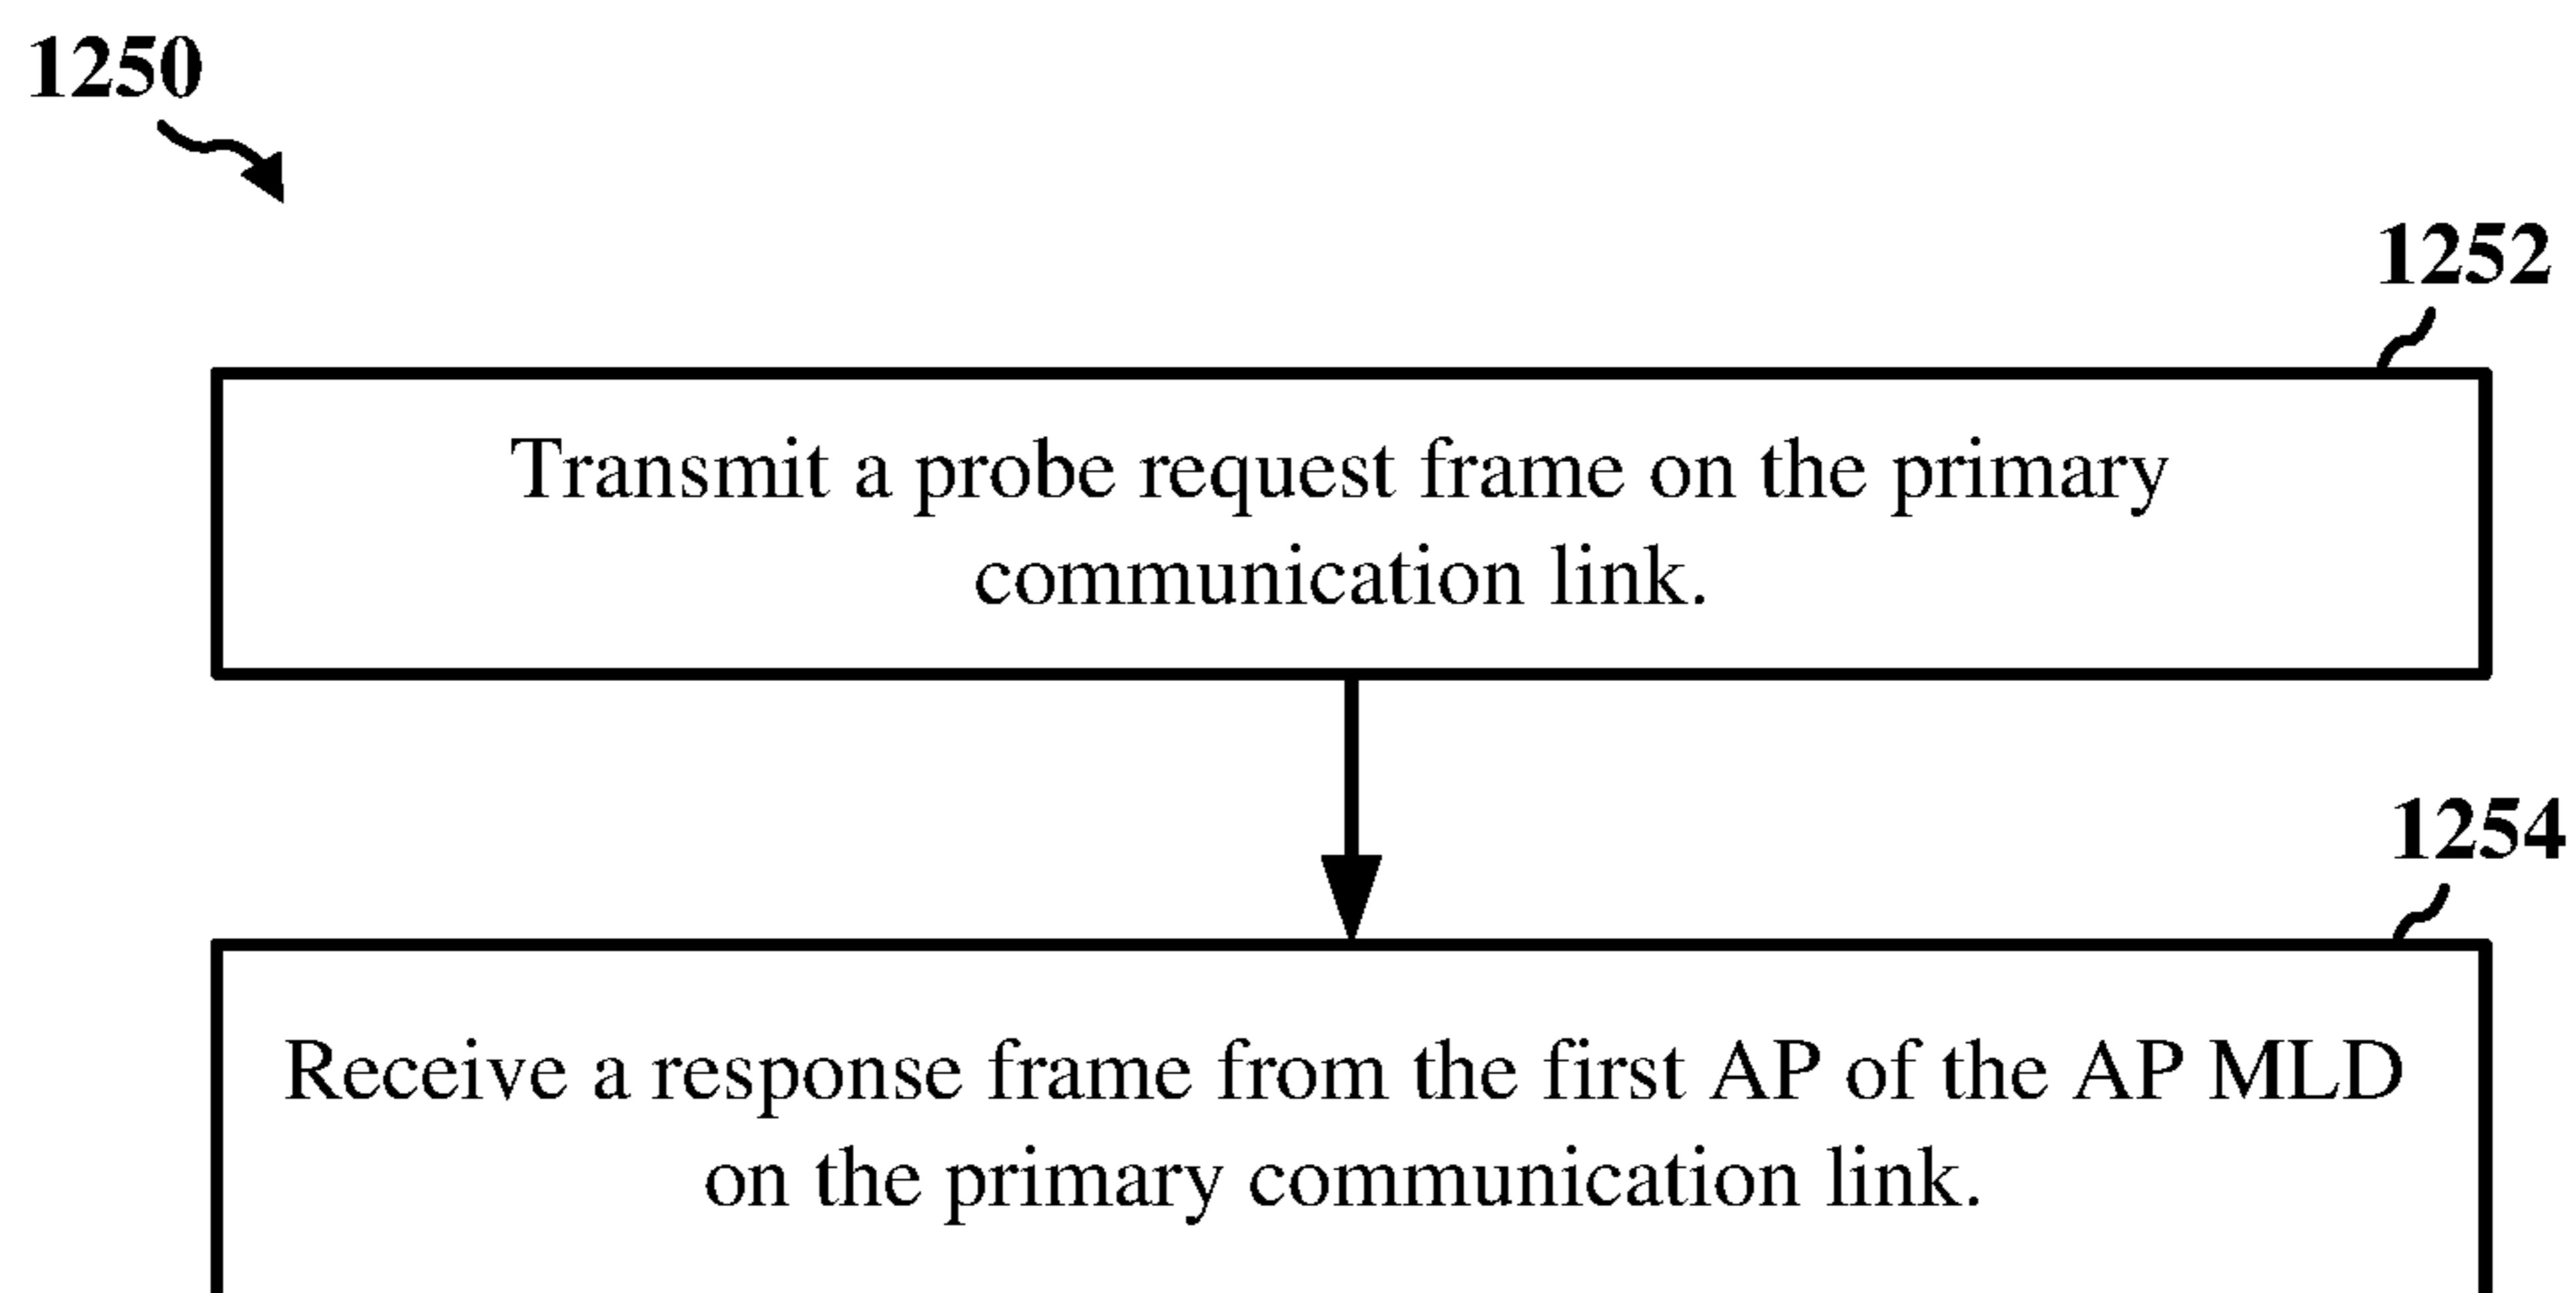 1250
1252
Transmit a probe request frame on the primary
communication link.
1254
Receive a response frame from the first AP of the AP MLD
on the primary communication link.